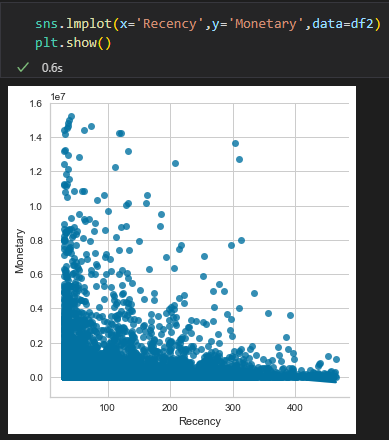 sns.lmplot(x='Recency',y='Monetary',data=df2)
plt.show()
0.6s
1e7
1.6
1.4
1.2
1.0
0.8
0.6
0.4
0.2
0.0
Monetary
100 200 300 400
Recency